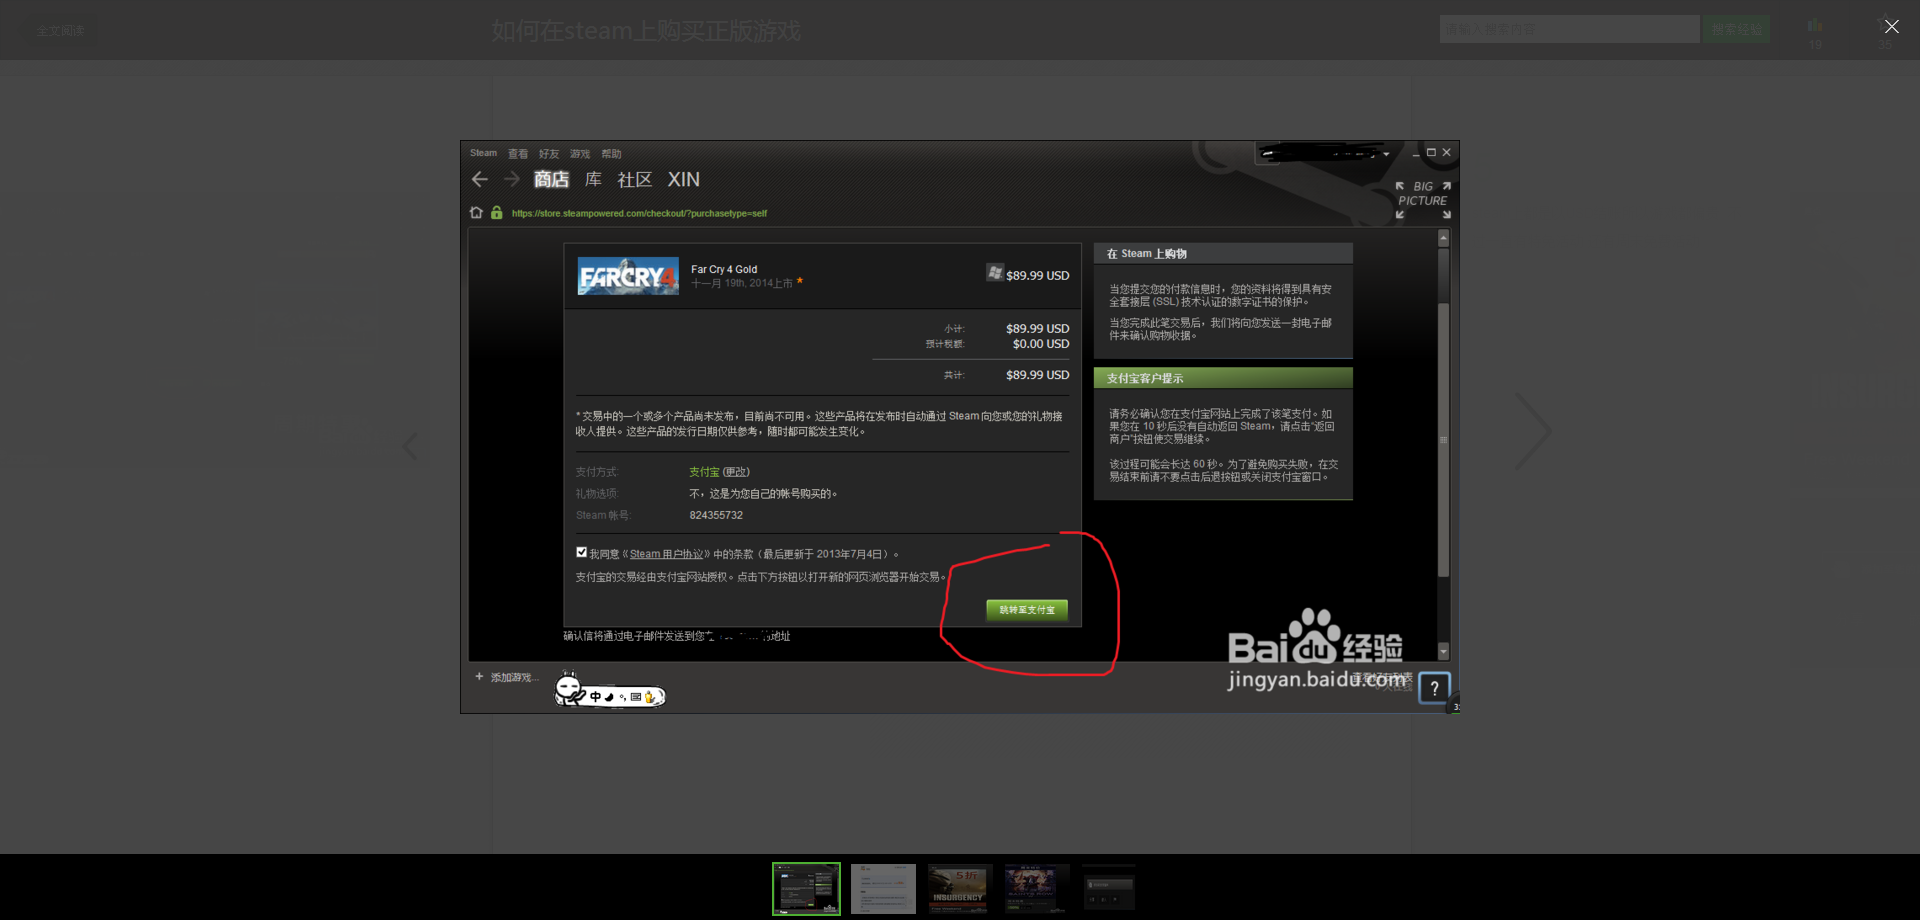 全文阅读
如何在steam上购买正版游戏
请输入搜索内容
搜索经验
19
35
Steam 查看 好友 游戏 帮助
商店 库 社区 XIN
BIG
PICTURE
https://store.steampowered.com/checkout/?purchasetype=self
FARCRY4
Far Cry 4 Gold
十一月 19th, 2014上市
$89.99 USD
小计: $89.99 USD
预计税额: $0.00 USD
共计: $89.99 USD
* 交易中的一个或多个产品尚未发布，目前尚不可用。这些产品将在发布时自动通过 Steam 向您或您的礼物接
收人提供。这些产品的发行日期仅供参考，随时都可能发生变化。
支付方式: 支付宝 (更改)
礼物选项: 不，这是为您自己的帐号购买的。
Steam 帐号: 824355732
我同意《Steam 用户协议》中的条款（最后更新于 2013年7月4日）。
支付宝的交易经由支付宝网站授权。点击下方按钮以打开新的网页浏览器开始交易。
跳转至支付宝
确认信将通过电子邮件发送到您在 的地址
在 Steam 上购物
当您提交您的付款信息时，您的资料将得到具有安
全套接层 (SSL) 技术认证的数字证书的保护。
当您完成此笔交易后，我们将向您发送一封电子邮
件来确认购物收据。
支付宝客户提示
请务必确认您在支付宝网站上完成了该笔支付。如
果您在 10 秒后没有自动返回 Steam，请点击“返回
商户”按钮使交易继续。
该过程可能会长达 60 秒。为了避免购买失败，在交
易结束前请不要点击后退按钮或关闭支付宝窗口。
+ 添加游戏...
中
Baidu经验
jingyan.baidu.com
查看好友列表
?
5折
INSURGENCY